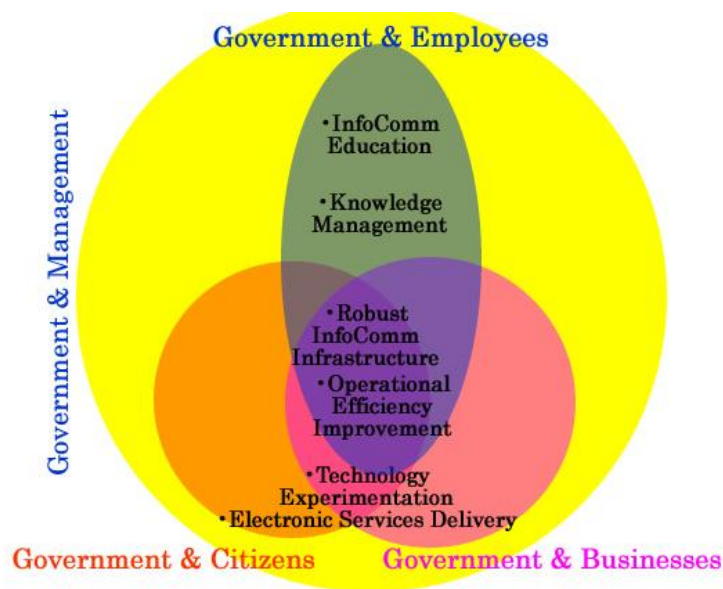 Government & Employees
Government & Management
・InfoComm
Education
・Knowledge
Management
・Robust
InfoComm
Infrastructure
・Operational
Efficiency
Improvement
・Technology
Experimentation
・Electronic Services Delivery
Government & Citizens
Government & Businesses